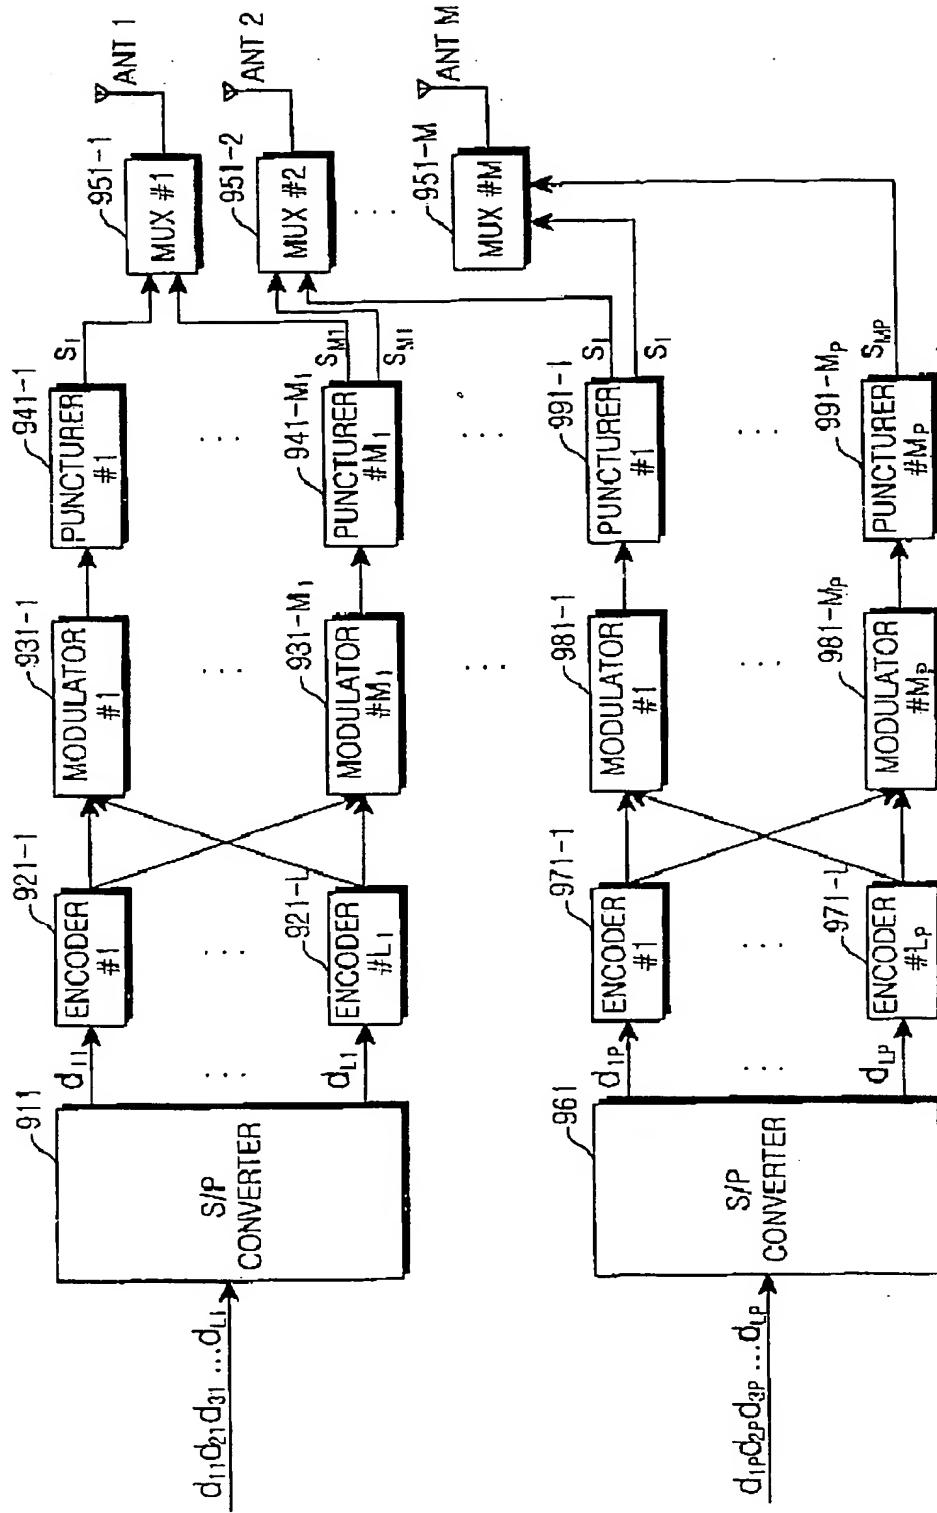 d11d21d31 ...dL1
911
S/P
CONVERTER
d11
...
dL1
921-1
ENCODER
#1
...
921-L
ENCODER
#L1
931-1
MODULATOR
#1
...
931-M1
MODULATOR
#M1
...
941-1
PUNCTURER
#1
...
941-M1
PUNCTURER
#M1
...
S1
SM1
SM1
951-1
MUX #1
ANT 1
951-2
MUX #2
ANT 2
...
951-M
MUX #M
ANT M
d1Pd2Pd3P ...dLP
961
S/P
CONVERTER
d1P
...
dLP
971-1
ENCODER
#1
...
971-L
ENCODER
#LP
981-1
MODULATOR
#1
...
981-MP
MODULATOR
#MP
991-1
PUNCTURER
#1
...
991-MP
PUNCTURER
#MP
S1
S1
SMP